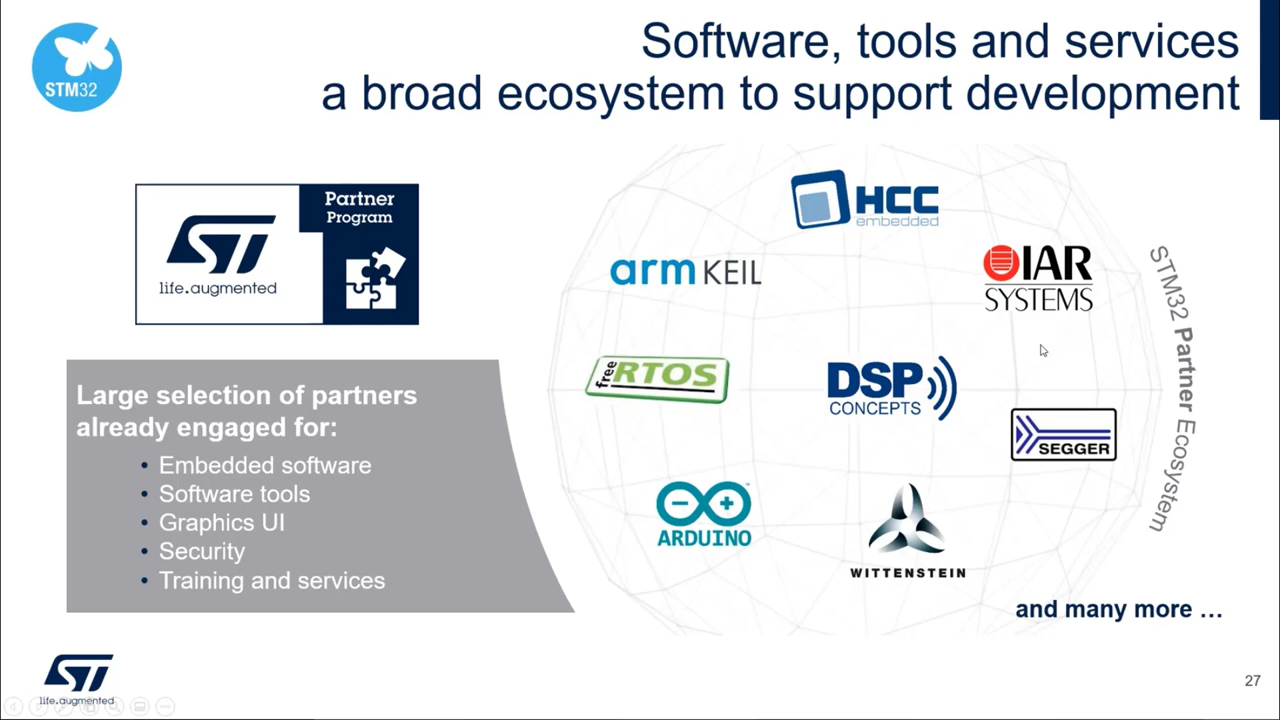 STM32
Software, tools and services
a broad ecosystem to support development
Partner
Program
ST
life.augmented
Large selection of partners
already engaged for:
• Embedded software
• Software tools
• Graphics UI
• Security
• Training and services
HCC
embedded
arm KEIL
IAR
SYSTEMS
free RTOS
DSP
CONCEPTS
SEGGER
ARDUINO
WITTENSTEIN
STM32 Partner Ecosystem
and many more …
ST
life.augmented
27